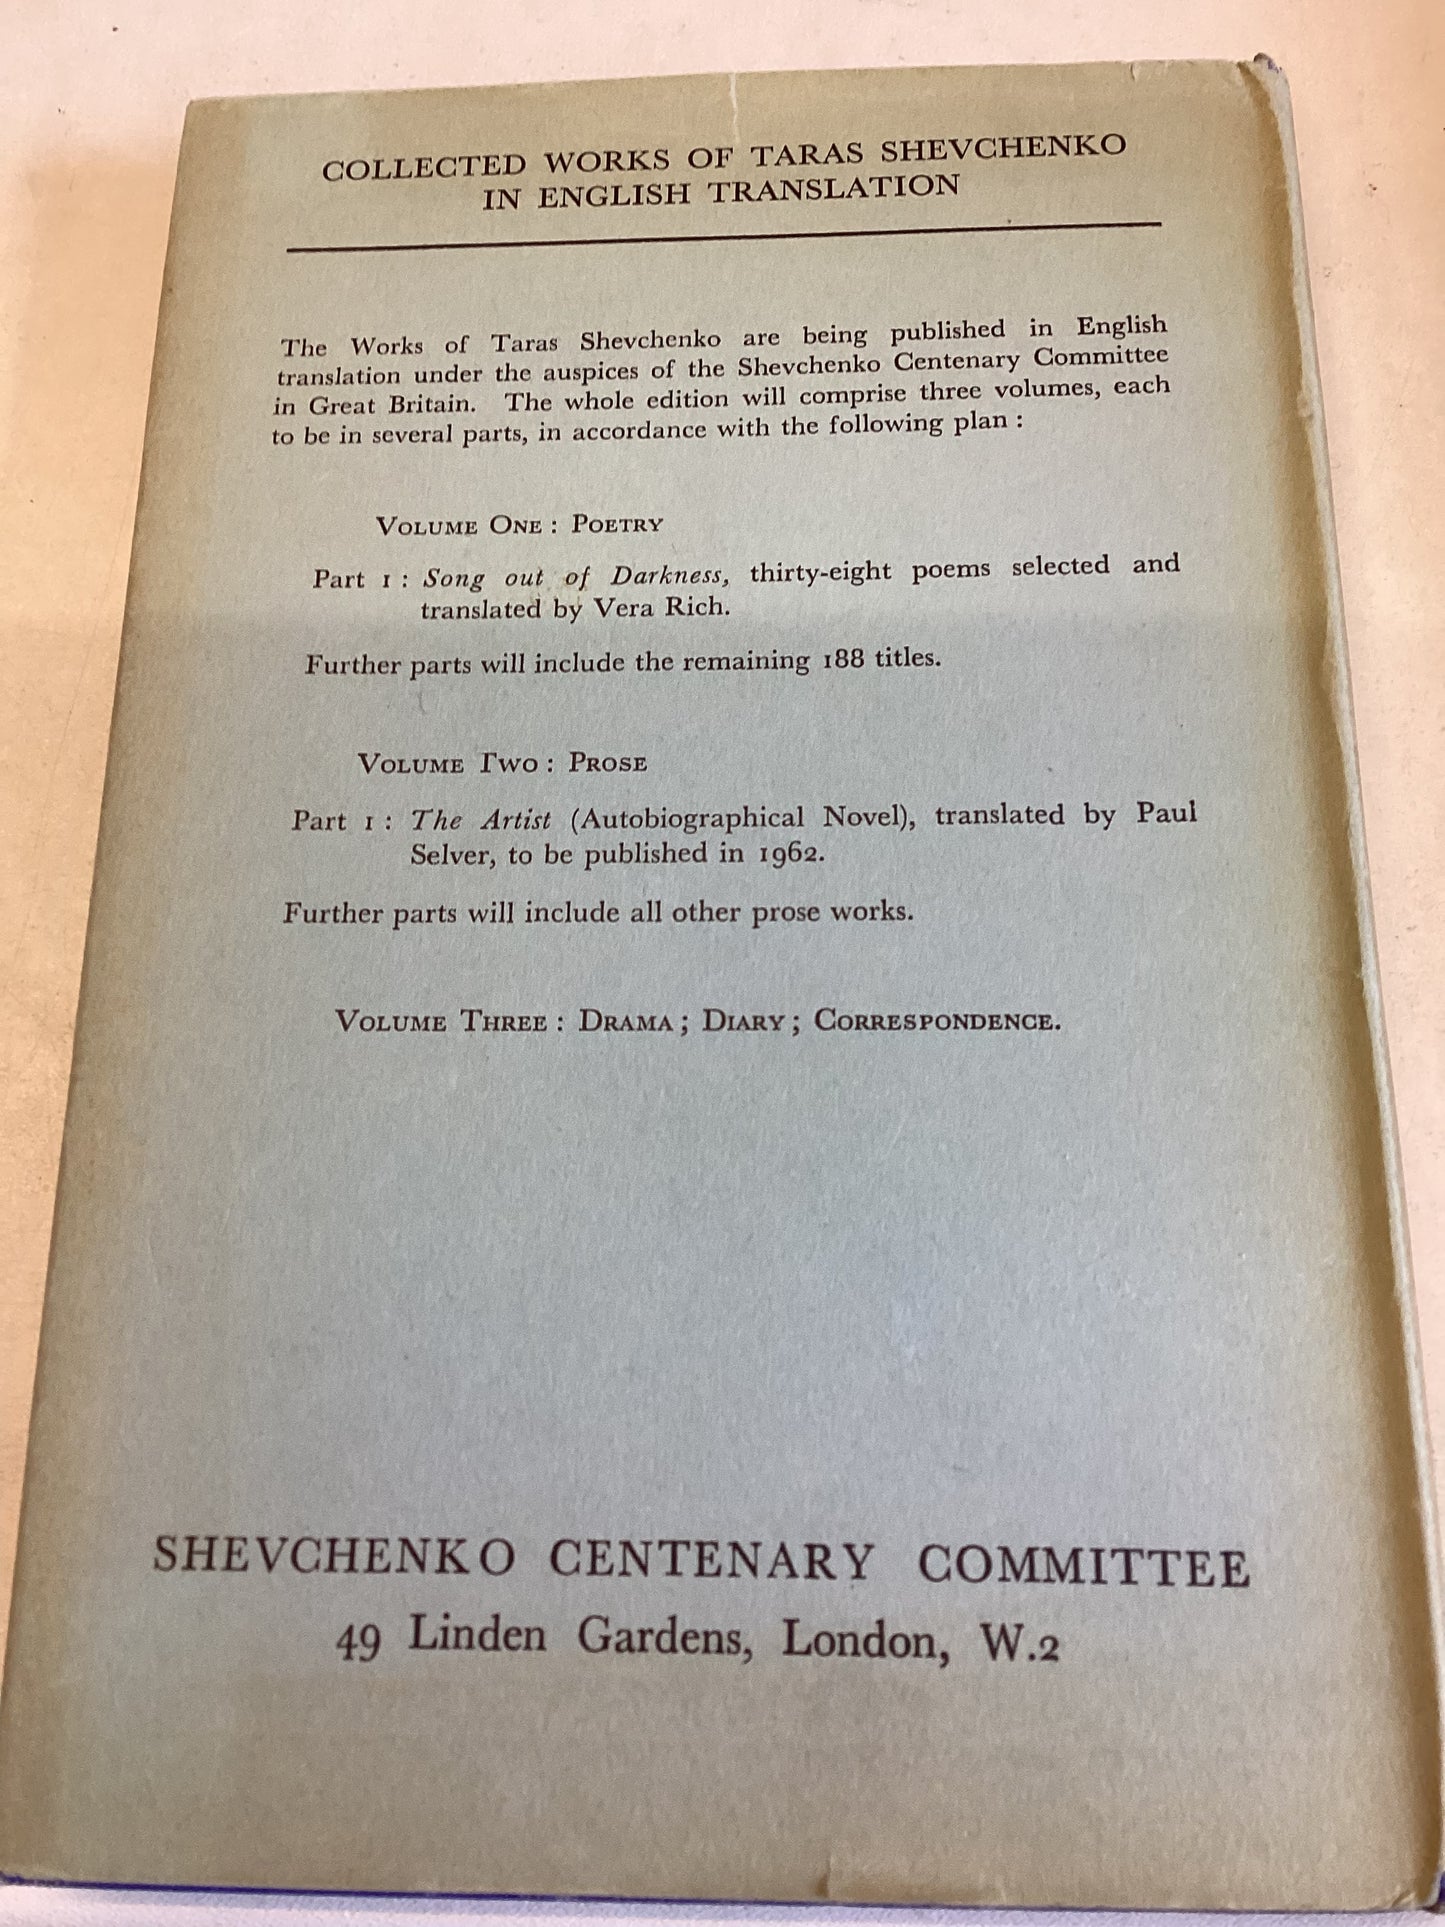 COLLECTED WORKS OF TARAS SHEVCHENKO
IN ENGLISH TRANSLATION
The Works of Taras Shevchenko are being published in English
translation under the auspices of the Shevchenko Centenary Committee
in Great Britain. The whole edition will comprise three volumes, each
to be in several parts, in accordance with the following plan :
VOLUME ONE : POETRY
Part 1 : Song out of Darkness, thirty-eight poems selected and
translated by Vera Rich.
Further parts will include the remaining 188 titles.
VOLUME TWO : PROSE
Part 1 : The Artist (Autobiographical Novel), translated by Paul
Selver, to be published in 1962.
Further parts will include all other prose works.
VOLUME THREE : DRAMA ; DIARY ; CORRESPONDENCE.
SHEVCHENKO CENTENARY COMMITTEE
49 Linden Gardens, London, W.2